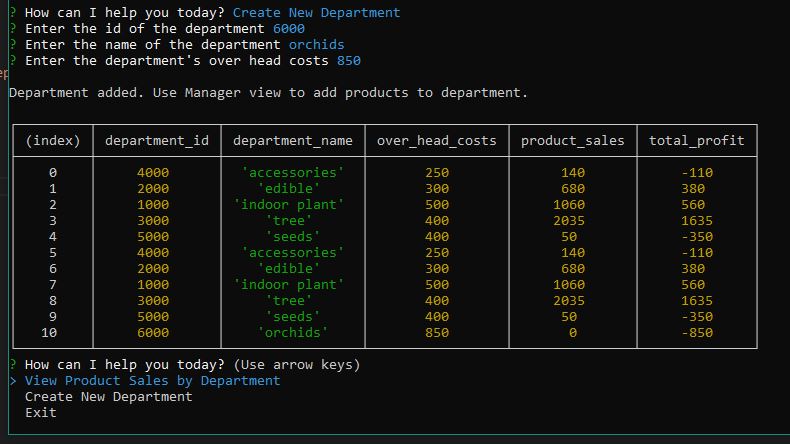 ? How can I help you today? Create New Department
? Enter the id of the department 6000
? Enter the name of the department orchids
? Enter the department's over head costs 850
Department added. Use Manager view to add products to department.
(index) department_id department_name over_head_costs product_sales total_profit
0 4000 'accessories' 250 140 -110
1 2000 'edible' 300 680 380
2 1000 'indoor plant' 500 1060 560
3 3000 'tree' 400 2035 1635
4 5000 'seeds' 400 50 -350
5 4000 'accessories' 250 140 -110
6 2000 'edible' 300 680 380
7 1000 'indoor plant' 500 1060 560
8 3000 'tree' 400 2035 1635
9 5000 'seeds' 400 50 -350
10 6000 'orchids' 850 0 -850
? How can I help you today? (Use arrow keys)
> View Product Sales by Department
Create New Department
Exit